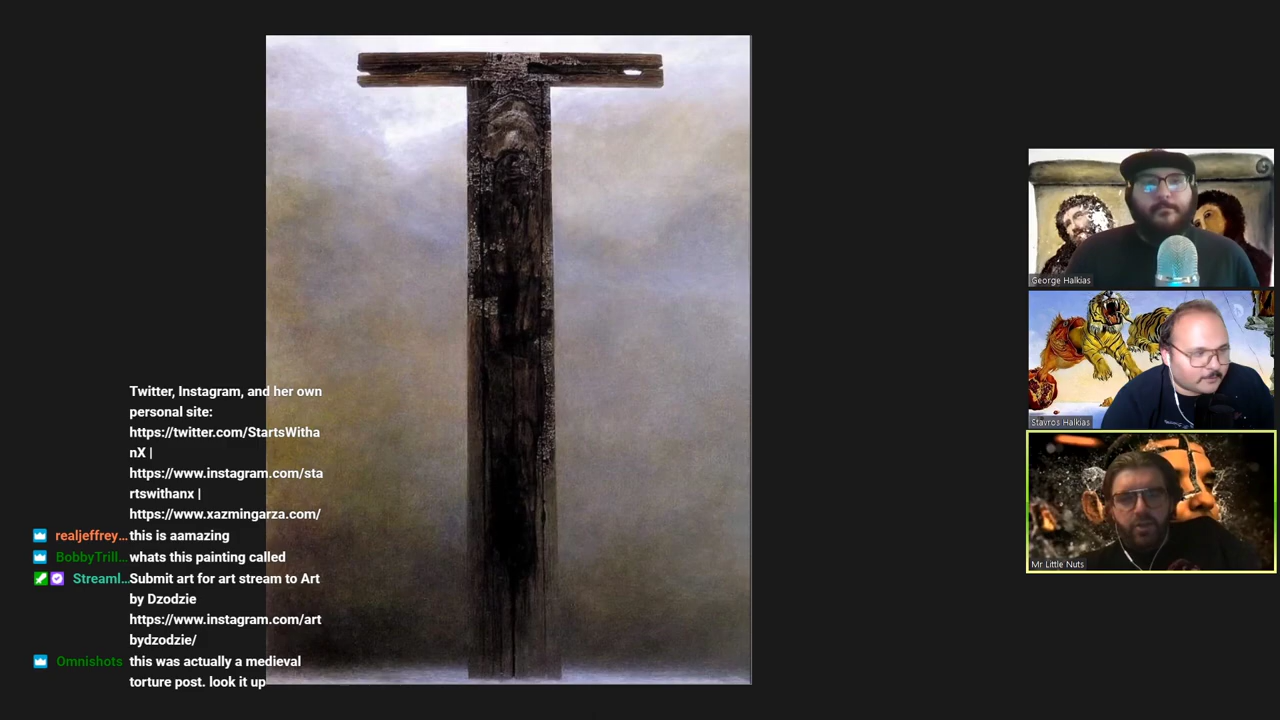 Twitter, Instagram, and her own
personal site:
https://twitter.com/StartsWitha
nX |
https://www.instagram.com/sta
rtswithanx |
https://www.xazmingarza.com/
realjeffrey... this is aamazing
BobbyTrill... whats this painting called
Streaml... Submit art for art stream to Art
by Dzodzie
https://www.instagram.com/art
bydzodzie/
Omnishots this was actually a medieval
torture post. look it up
George Halkias
Stavros Halkias
Mr Little Nuts